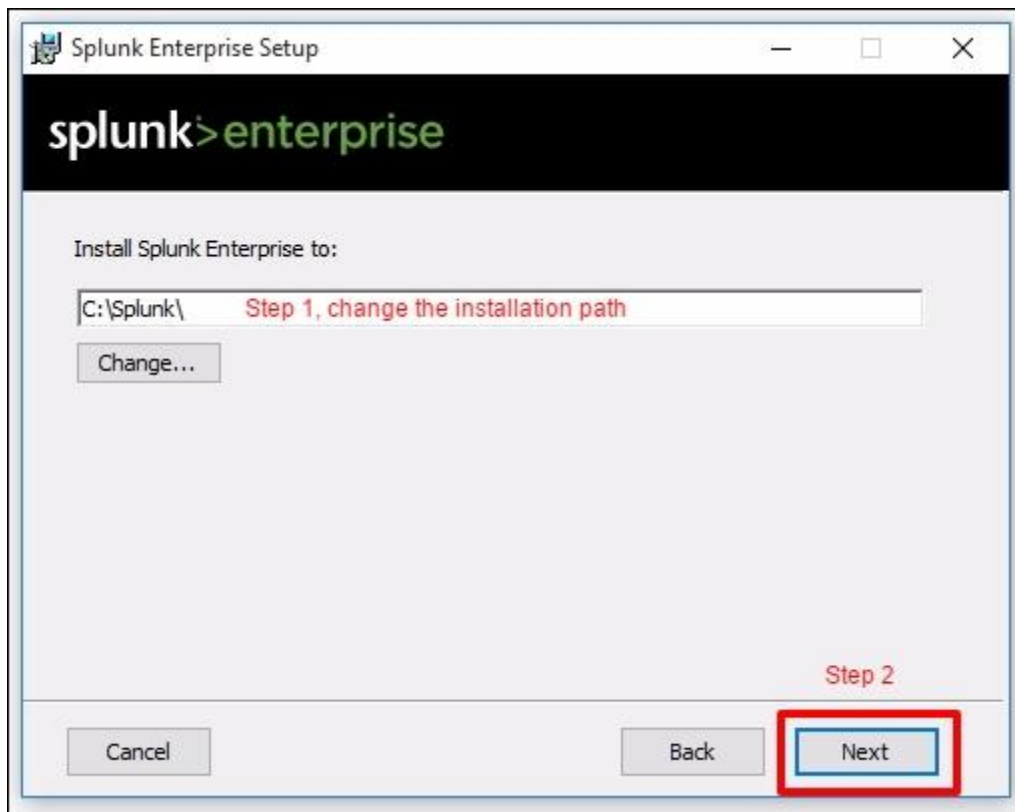 Splunk Enterprise Setup
splunk>enterprise
Install Splunk Enterprise to:
C:\Splunk\ Step 1, change the installation path
Change...
Step 2
Cancel Back Next